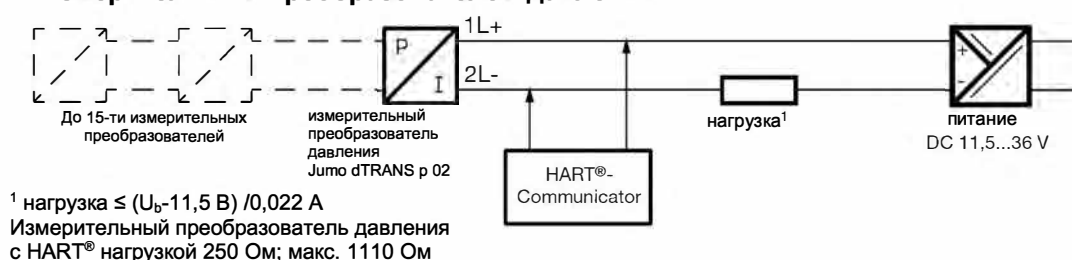 1L+
P
I
2L-
До 15-ти измерительных
преобразователей
измерительный
преобразователь
давления
Jumo dTRANS p 02
нагрузка¹
+
-
питание
DC 11,5...36 V
HART®-
Communicator
¹ нагрузка ≤ (U_b-11,5 В) /0,022 А
Измерительный преобразователь давления
с HART® нагрузкой 250 Ом; макс. 1110 Ом